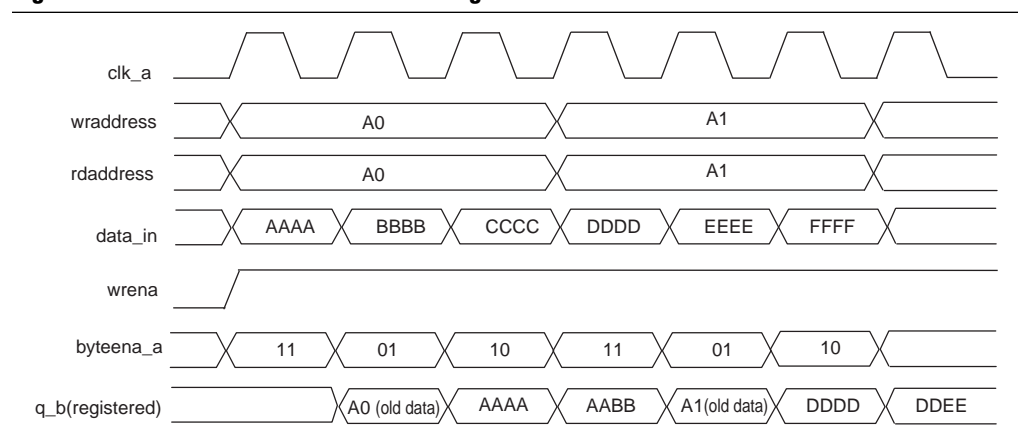 clk_a
wraddress A0 A1
rdaddress A0 A1
data_in AAAA BBBB CCCC DDDD EEEE FFFF
wrena
byteena_a 11 01 10 11 01 10
q_b(registered) A0 (old data) AAAA AABB A1(old data) DDDD DDEE